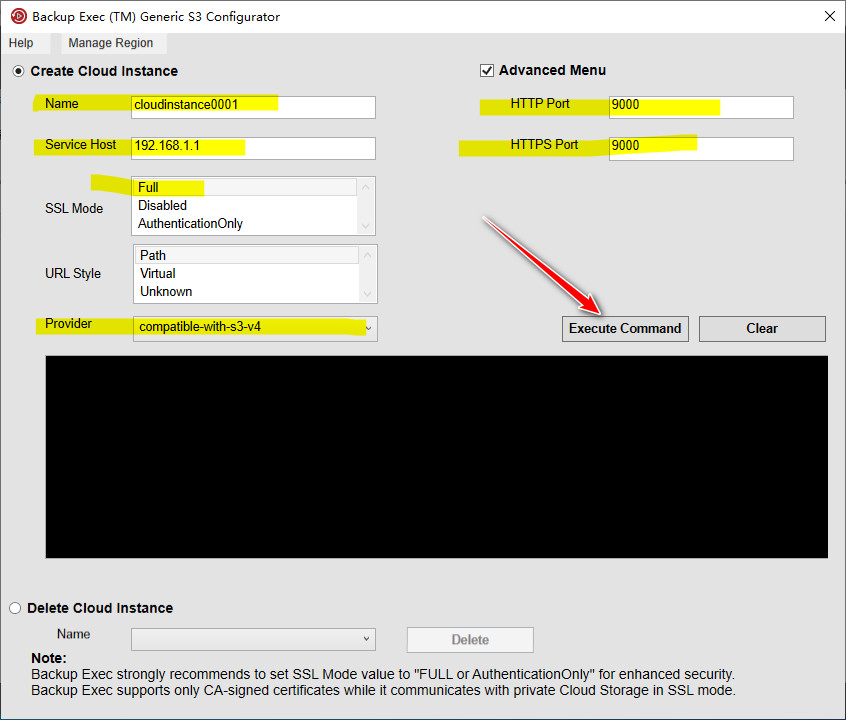 Backup Exec (TM) Generic S3 Configurator
Help Manage Region
Create Cloud Instance
Advanced Menu
Name cloudinstance0001
HTTP Port 9000
Service Host 192.168.1.1
HTTPS Port 9000
SSL Mode
Full
Disabled
AuthenticationOnly
URL Style
Path
Virtual
Unknown
Provider compatible-with-s3-v4
Execute Command Clear
Delete Cloud Instance
Name
Delete
Note:
Backup Exec strongly recommends to set SSL Mode value to "FULL or AuthenticationOnly" for enhanced security.
Backup Exec supports only CA-signed certificates while it communicates with private Cloud Storage in SSL mode.